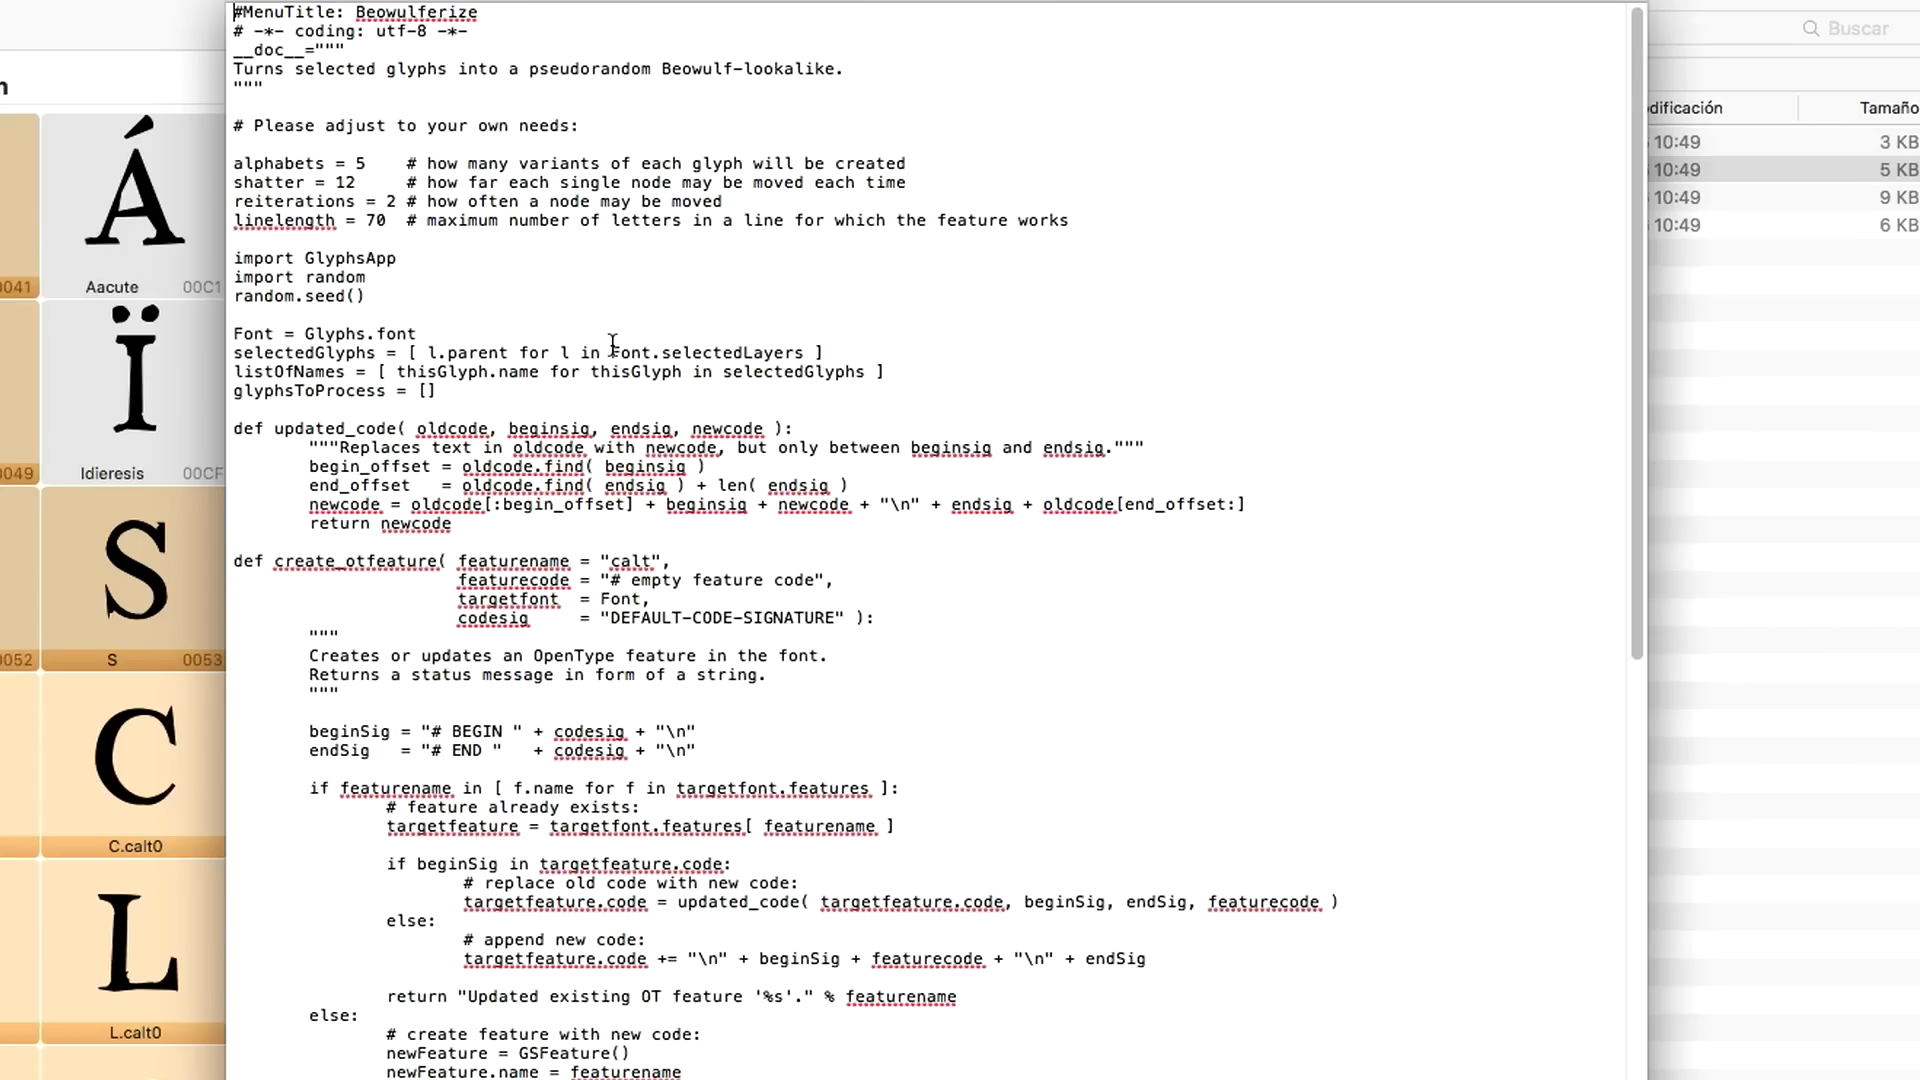 #MenuTitle: Beowulferize
# -*- coding: utf-8 -*-
__doc__="""
Turns selected glyphs into a pseudorandom Beowulf-lookalike.
"""
# Please adjust to your own needs:
alphabets = 5    # how many variants of each glyph will be created
shatter = 12     # how far each single node may be moved each time
reiterations = 2 # how often a node may be moved
linelength = 70  # maximum number of letters in a line for which the feature works
import GlyphsApp
import random
random.seed()
Font = Glyphs.font
selectedGlyphs = [ l.parent for l in Font.selectedLayers ]
listOfNames = [ thisGlyph.name for thisGlyph in selectedGlyphs ]
glyphsToProcess = []
def updated_code( oldcode, beginsig, endsig, newcode ):
"""Replaces text in oldcode with newcode, but only between beginsig and endsig."""
begin_offset = oldcode.find( beginsig )
end_offset   = oldcode.find( endsig ) + len( endsig )
newcode = oldcode[:begin_offset] + beginsig + newcode + "\n" + endsig + oldcode[end_offset:]
return newcode
def create_otfeature( featurename = "calt",
featurecode = "# empty feature code",
targetfont  = Font,
codesig     = "DEFAULT-CODE-SIGNATURE" ):
"""
Creates or updates an OpenType feature in the font.
Returns a status message in form of a string.
"""
beginSig = "# BEGIN " + codesig + "\n"
endSig   = "# END "   + codesig + "\n"
if featurename in [ f.name for f in targetfont.features ]:
# feature already exists:
targetfeature = targetfont.features[ featurename ]
if beginSig in targetfeature.code:
# replace old code with new code:
targetfeature.code = updated_code( targetfeature.code, beginSig, endSig, featurecode )
else:
# append new code:
targetfeature.code += "\n" + beginSig + featurecode + "\n" + endSig
return "Updated existing OT feature '%s'." % featurename
else:
# create feature with new code:
newFeature = GSFeature()
newFeature.name = featurename
Á
0041 Aacute 00C1
Ï
0049 Idieresis 00CF
S
0052 S 0053
C
C.calt0
L
L.calt0
Buscar
dificación Tamaño
10:49 3 KB
10:49 5 KB
10:49 9 KB
10:49 6 KB